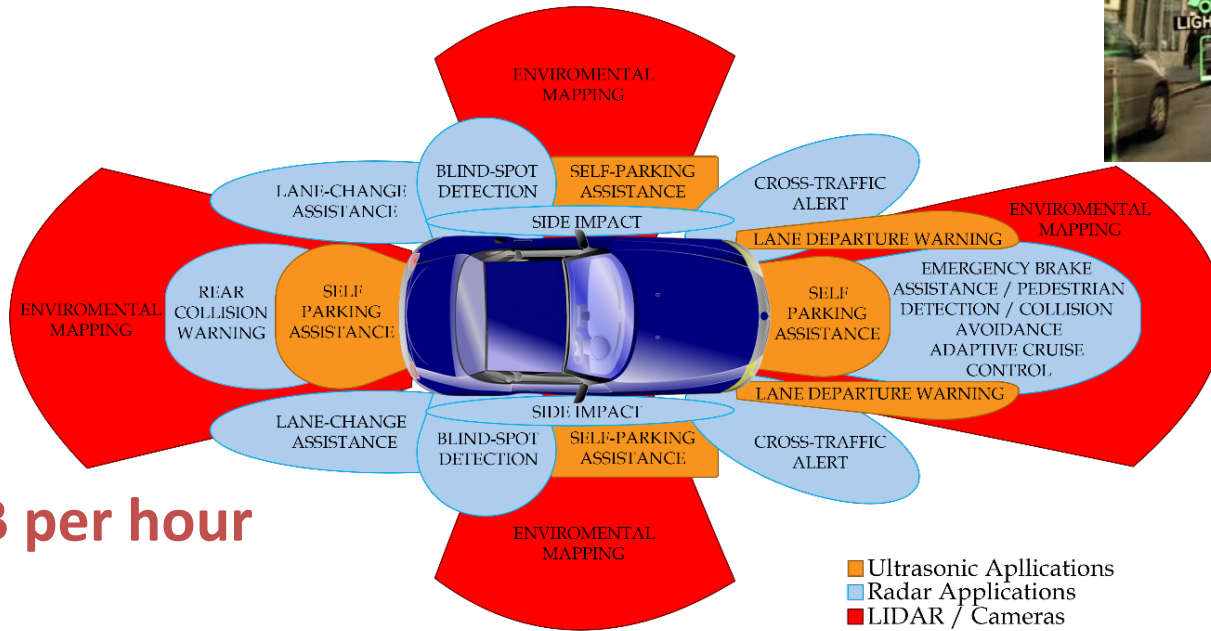 LIGH
ENVIROMENTAL
MAPPING
BLIND-SPOT
DETECTION
SELF-PARKING
ASSISTANCE
LANE-CHANGE
ASSISTANCE
CROSS-TRAFFIC
ALERT
SIDE IMPACT
ENVIROMENTAL
MAPPING
LANE DEPARTURE WARNING
ENVIROMENTAL
MAPPING
REAR
COLLISION
WARNING
SELF
PARKING
ASSISTANCE
SELF
PARKING
ASSISTANCE
EMERGENCY BRAKE
ASSISTANCE / PEDESTRIAN
DETECTION / COLLISION
AVOIDANCE
ADAPTIVE CRUISE
CONTROL
LANE DEPARTURE WARNING
SIDE IMPACT
LANE-CHANGE
ASSISTANCE
BLIND-SPOT
DETECTION
SELF-PARKING
ASSISTANCE
CROSS-TRAFFIC
ALERT
per hour
ENVIROMENTAL
MAPPING
Ultrasonic Apllications
Radar Applications
LIDAR / Cameras